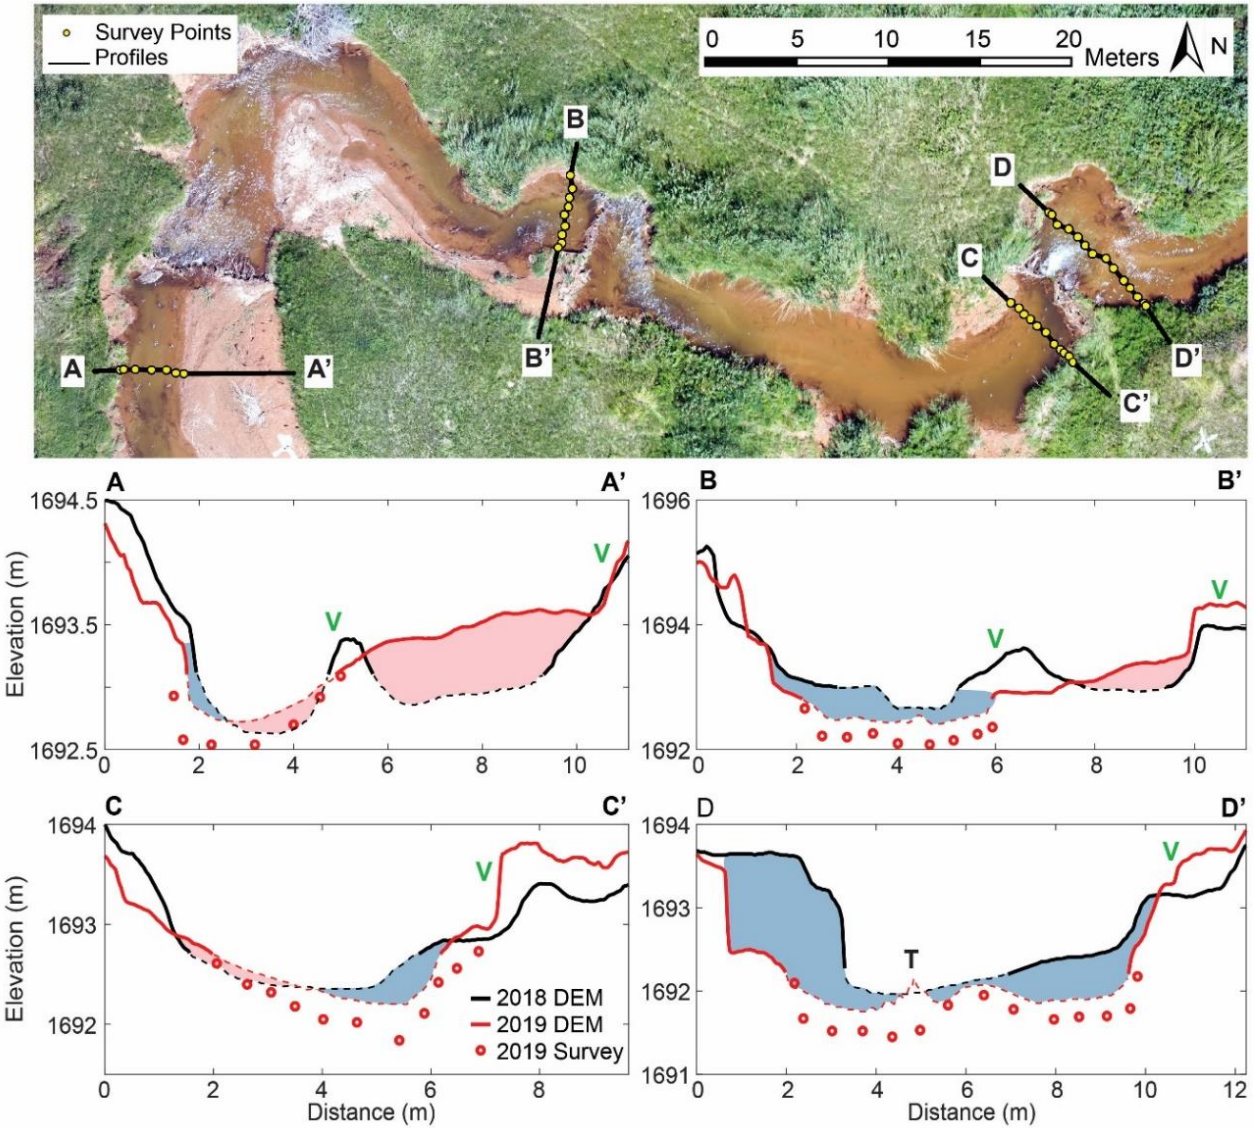 Survey Points
Profiles
0 5 10 15 20
Meters
N
B
D
C
A
A'
B'
D'
C'
A A'
B B'
1694.5
1693.5
1692.5
Elevation (m)
V
V
0 2 4 6 8 10
1696
1694
1692
V
V
2 4 6 8 10
C C'
D D'
1694
1693
1692
Elevation (m)
V
2018 DEM
2019 DEM
2019 Survey
0 2 4 6 8
Distance (m)
1694
1693
1692
1691
T
V
0 2 4 6 8 10 12
Distance (m)